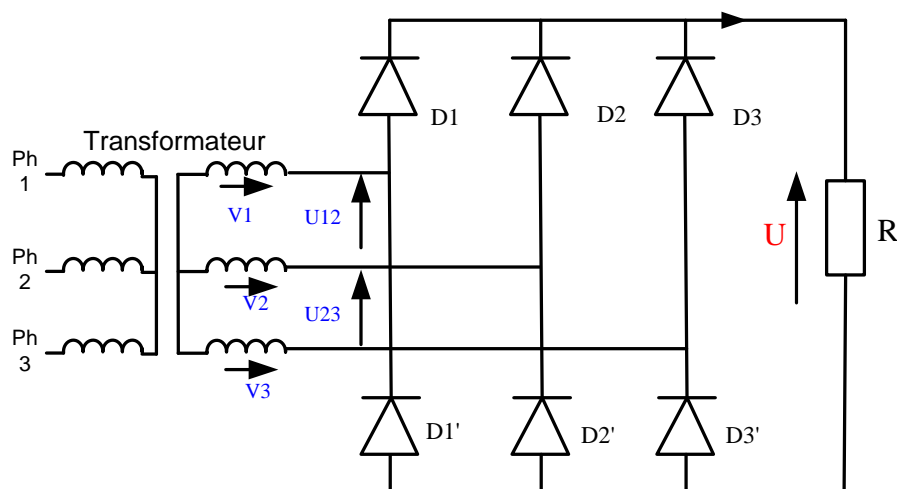 D1
D2
D3
Transformateur
Ph
1
V1
U12
U
R
Ph
2
V2
U23
Ph
3
V3
D1'
D2'
D3'